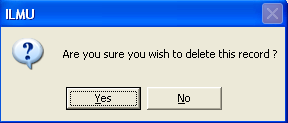 ILMU
Are you sure you wish to delete this record ?
Yes No